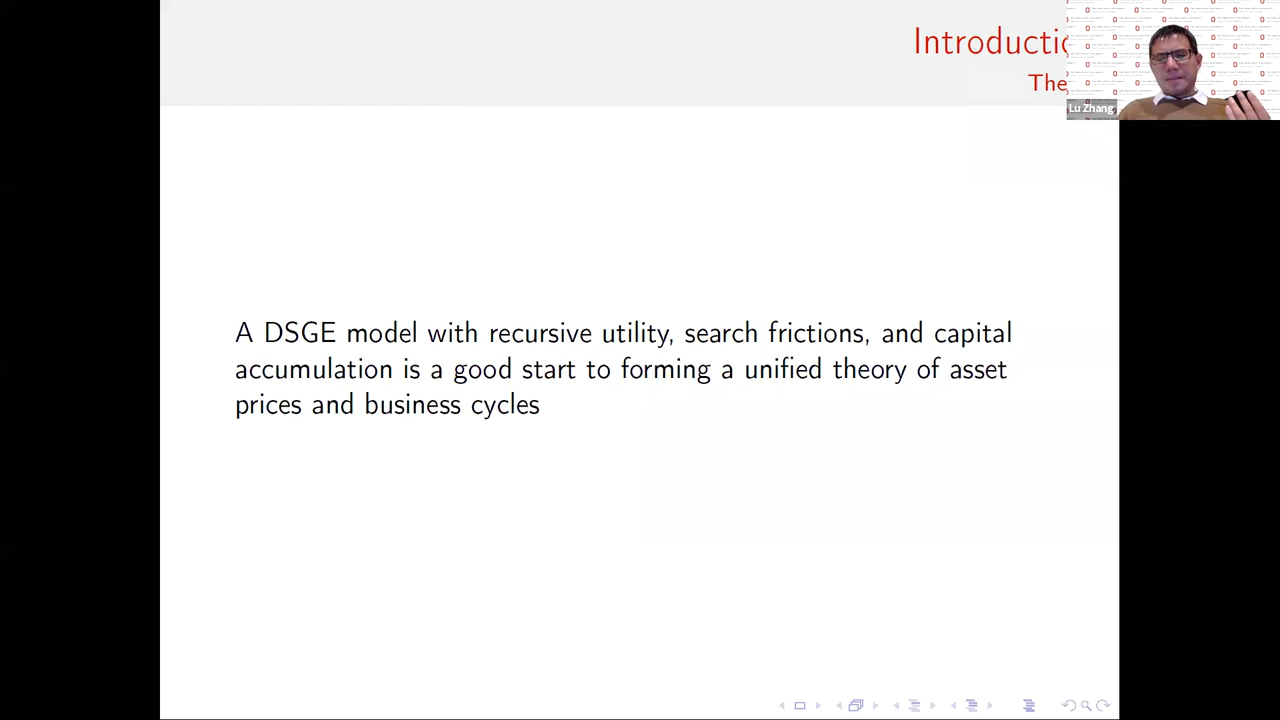 Introductio
The
Lu Zhang
A DSGE model with recursive utility, search frictions, and capital
accumulation is a good start to forming a unified theory of asset
prices and business cycles